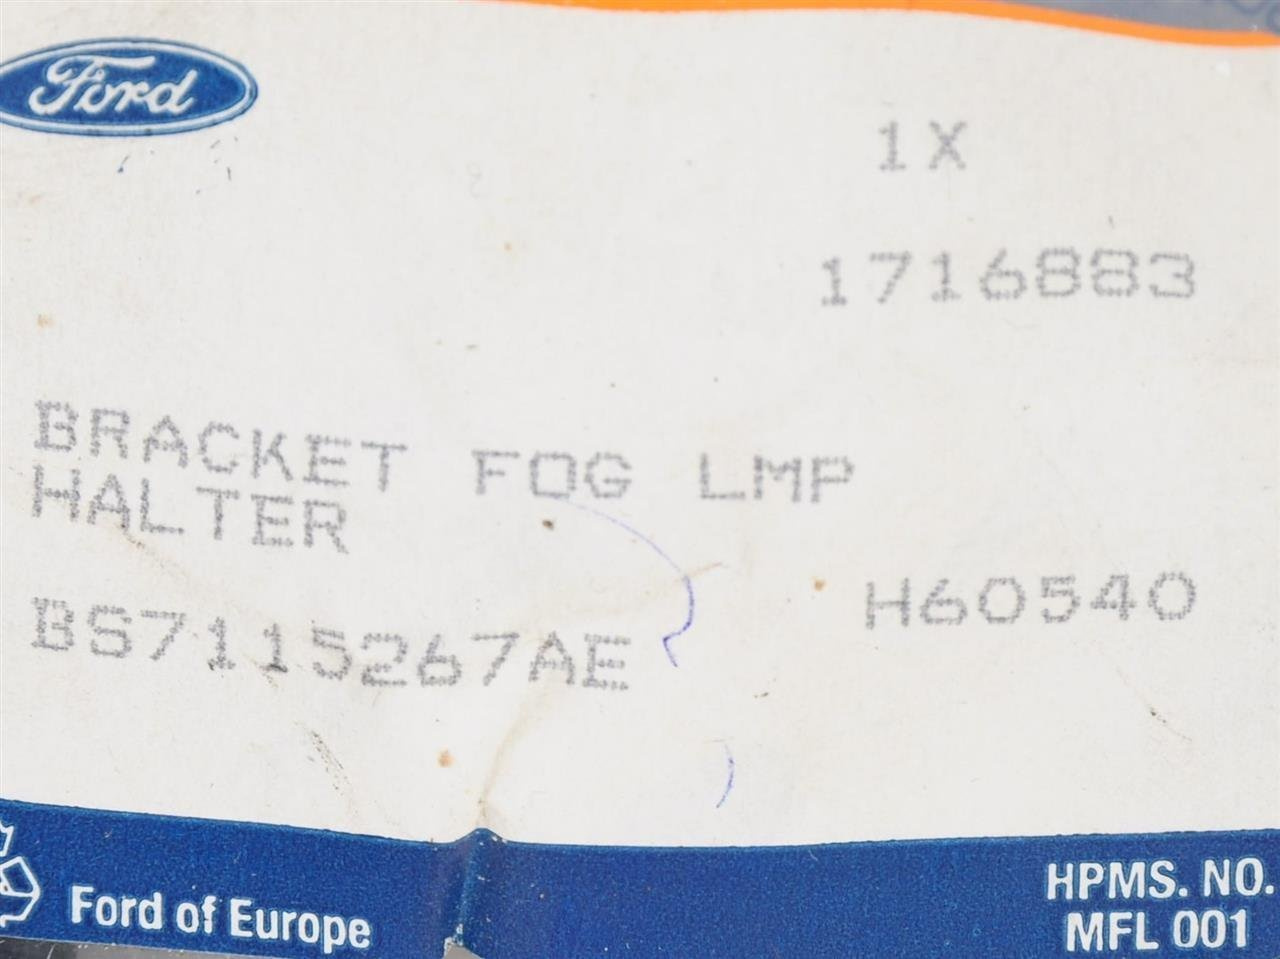 Ford
1X
1716883
BRACKET FOG LMP
HALTER
H60540
BS7115267AE
Ford of Europe
HPMS. NO.
MFL 001